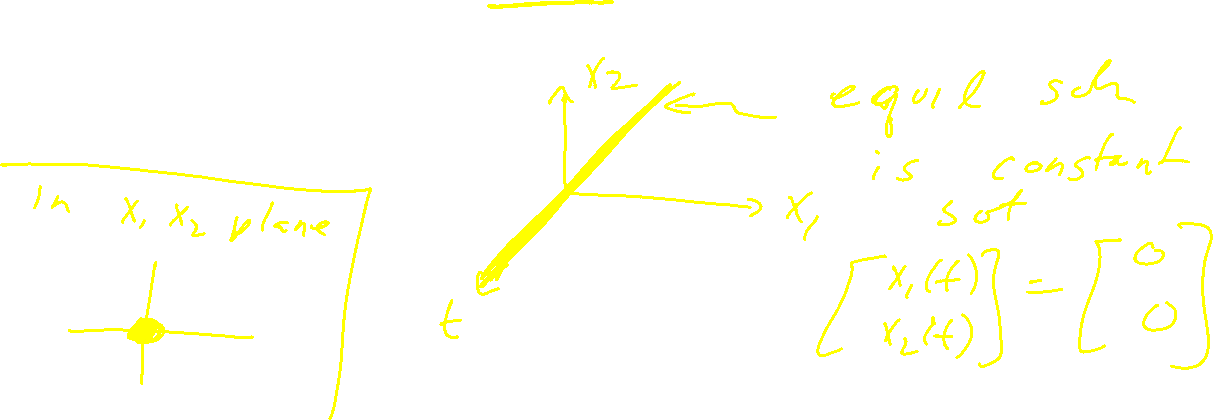 x2
equil soln
is constant
in x1 x2 plane
x1
sol
[x1(t)] = [0]
[x2(t)] [0]
t